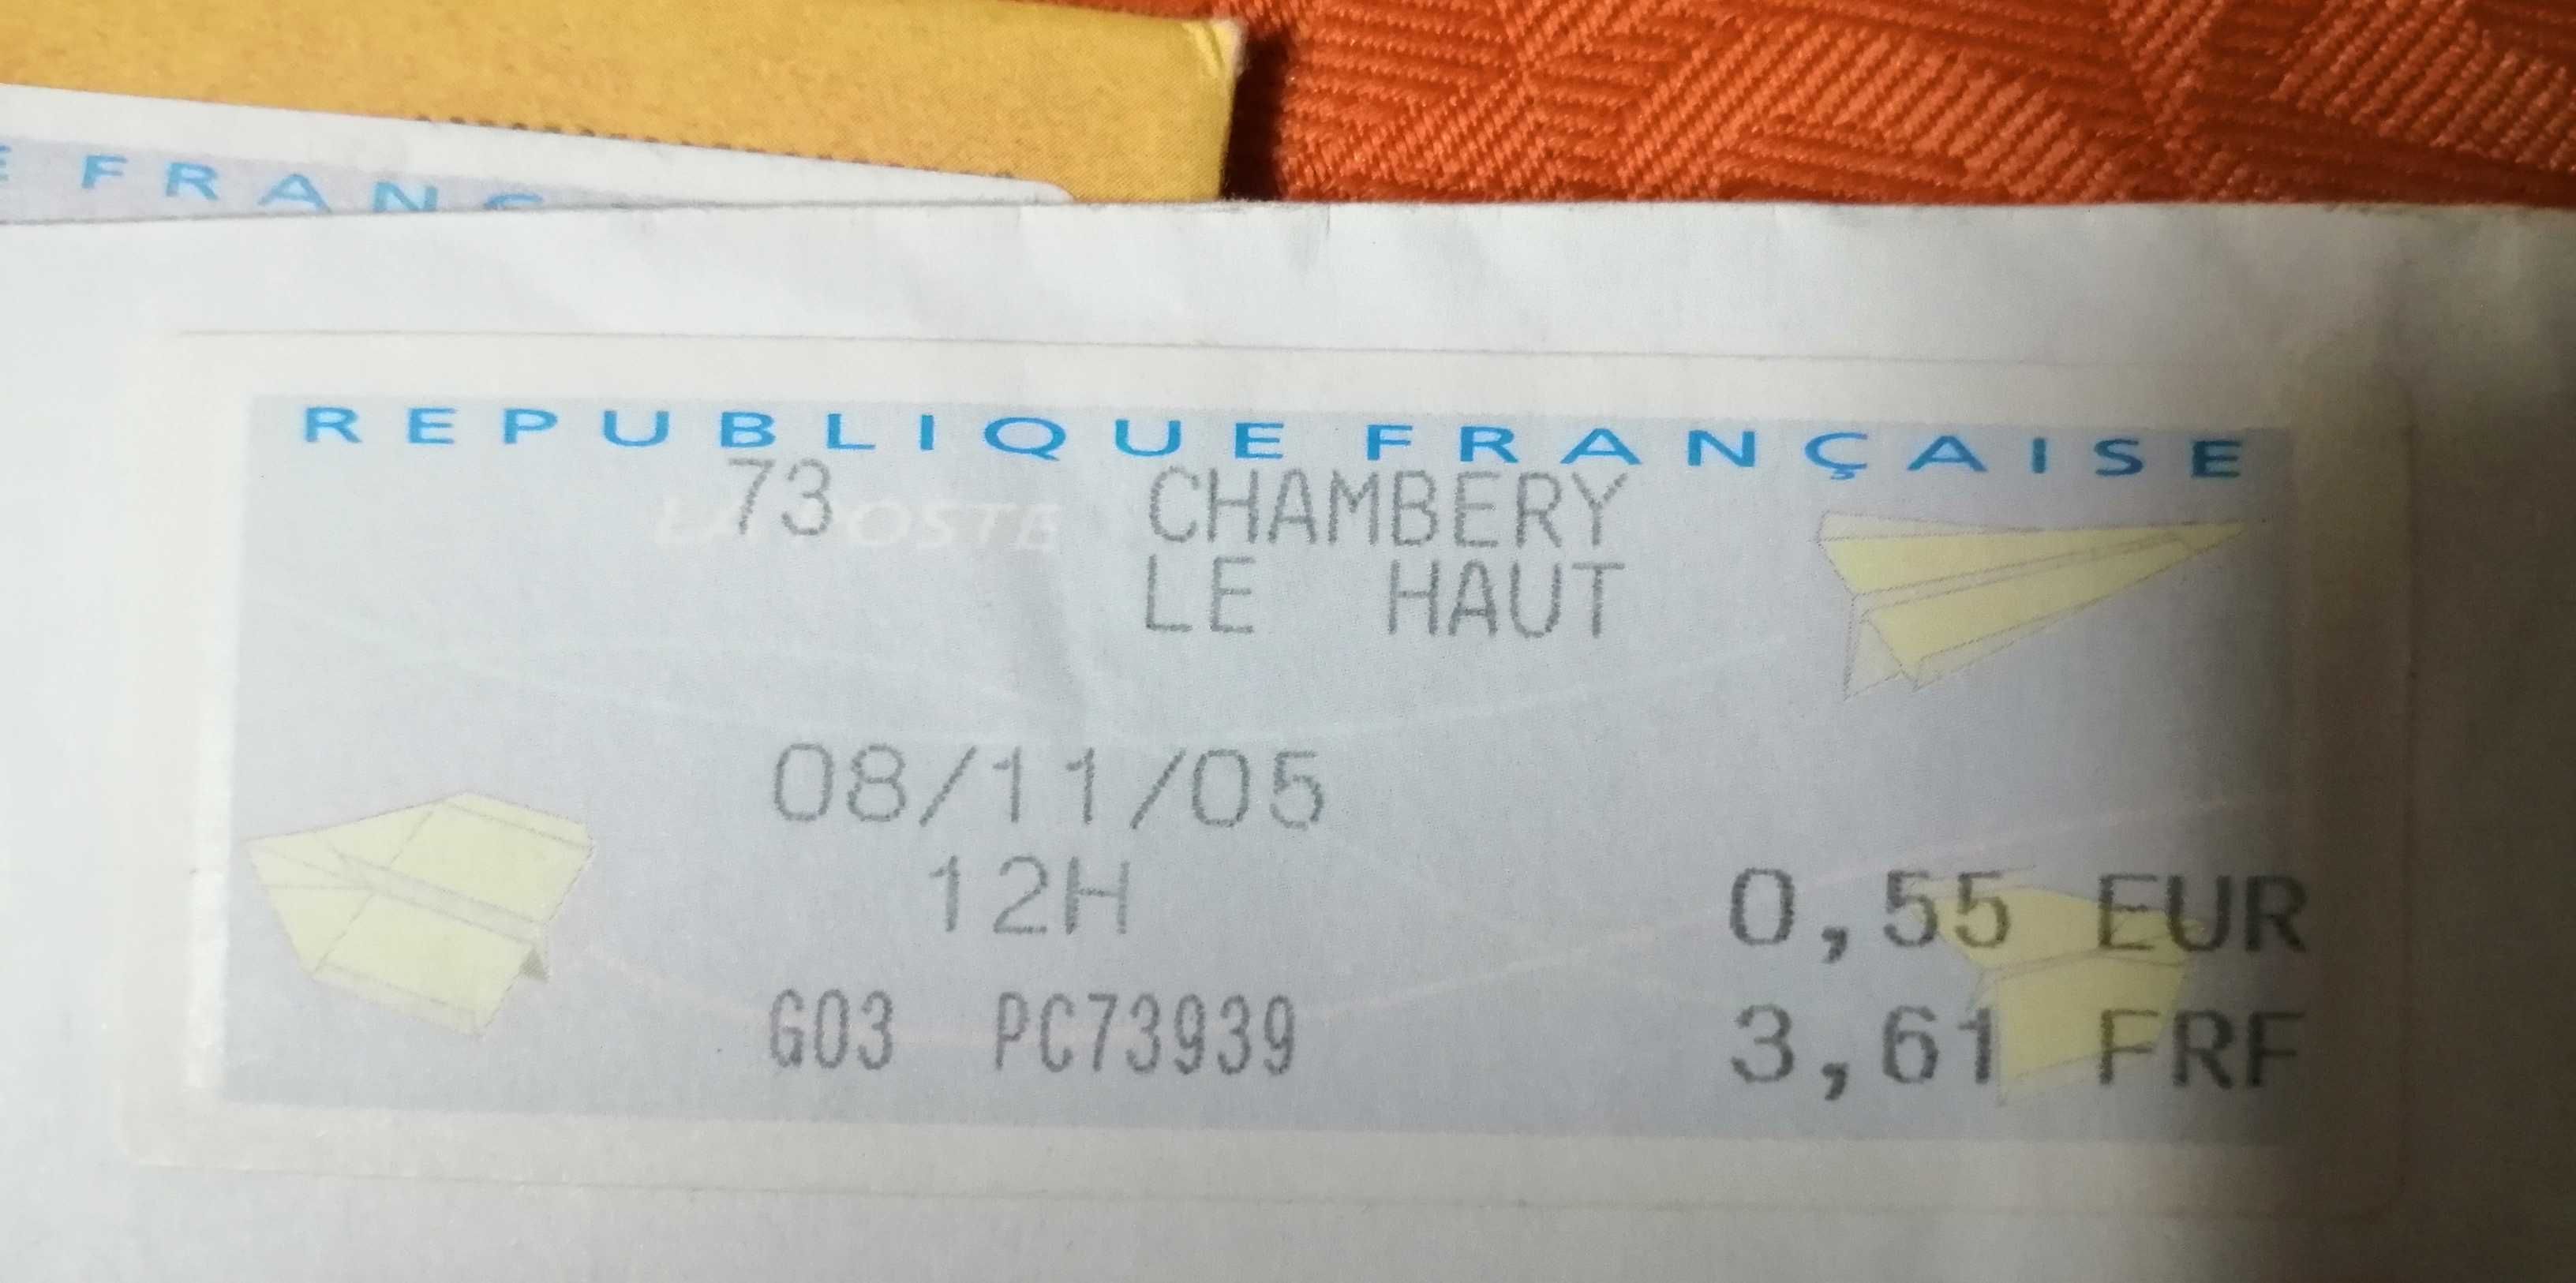 E FRANC
REPUBLIQUE FRANÇAISE
73 CHAMBERY
LA POSTE
LE HAUT
08/11/05
12H
0,55 EUR
G03 PC73939
3,61 FRF